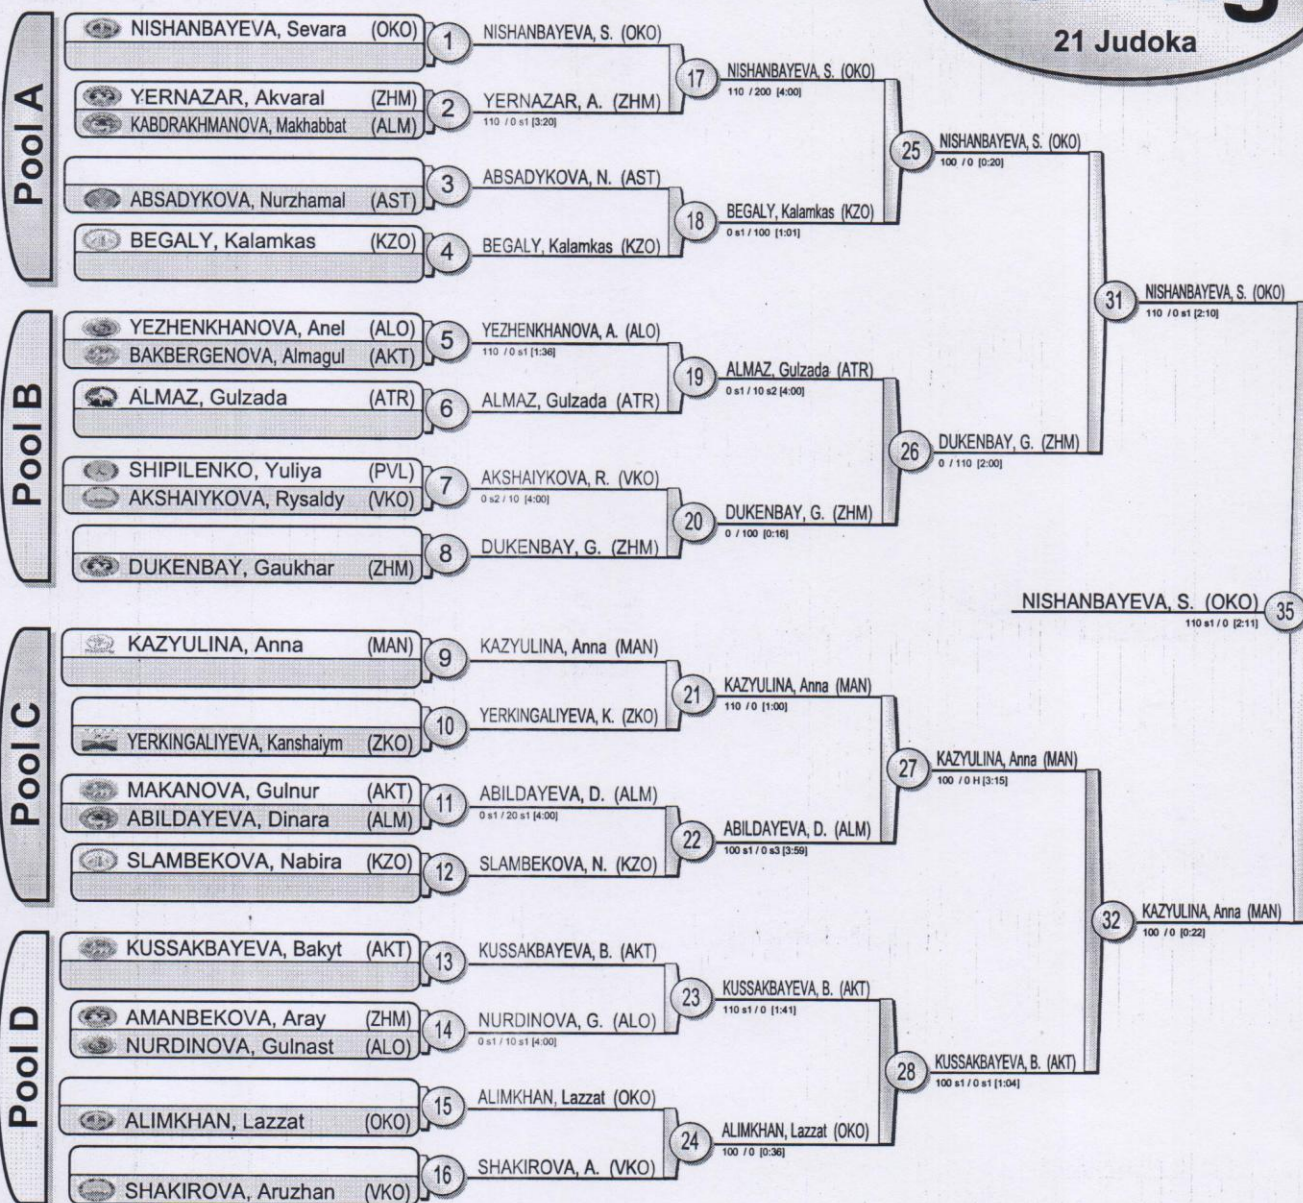 21 Judoka
Pool A
NISHANBAYEVA, Sevara (OKO)
1
YERNAZAR, Akvaral (ZHM)
KABDRAKHMANOVA, Makhabbat (ALM)
2
ABSADYKOVA, Nurzhamal (AST)
3
BEGALY, Kalamkas (KZO)
4
NISHANBAYEVA, S. (OKO)
YERNAZAR, A. (ZHM)
110 / 0 s1 [3:20]
ABSADYKOVA, N. (AST)
BEGALY, Kalamkas (KZO)
17
NISHANBAYEVA, S. (OKO)
110 / 200 [4:00]
18
BEGALY, Kalamkas (KZO)
0 s1 / 100 [1:01]
25
NISHANBAYEVA, S. (OKO)
100 / 0 [0:20]
Pool B
YEZHENKHANOVA, Anel (ALO)
BAKBERGENOVA, Almagul (AKT)
5
ALMAZ, Gulzada (ATR)
6
SHIPILENKO, Yuliya (PVL)
AKSHAIYKOVA, Rysaldy (VKO)
7
DUKENBAY, Gaukhar (ZHM)
8
YEZHENKHANOVA, A. (ALO)
110 / 0 s1 [1:36]
ALMAZ, Gulzada (ATR)
AKSHAIYKOVA, R. (VKO)
0 s2 / 10 [4:00]
DUKENBAY, G. (ZHM)
19
ALMAZ, Gulzada (ATR)
0 s1 / 10 s2 [4:00]
20
DUKENBAY, G. (ZHM)
0 / 100 [0:16]
26
DUKENBAY, G. (ZHM)
0 / 110 [2:00]
31
NISHANBAYEVA, S. (OKO)
110 / 0 s1 [2:10]
NISHANBAYEVA, S. (OKO)
110 s1 / 0 [2:11]
35
Pool C
KAZYULINA, Anna (MAN)
9
YERKINGALIYEVA, Kanshaiym (ZKO)
10
MAKANOVA, Gulnur (AKT)
ABILDAYEVA, Dinara (ALM)
11
SLAMBEKOVA, Nabira (KZO)
12
KAZYULINA, Anna (MAN)
YERKINGALIYEVA, K. (ZKO)
ABILDAYEVA, D. (ALM)
0 s1 / 20 s1 [4:00]
SLAMBEKOVA, N. (KZO)
21
KAZYULINA, Anna (MAN)
110 / 0 [1:00]
22
ABILDAYEVA, D. (ALM)
100 s1 / 0 s3 [3:59]
27
KAZYULINA, Anna (MAN)
100 / 0 H [3:15]
Pool D
KUSSAKBAYEVA, Bakyt (AKT)
13
AMANBEKOVA, Aray (ZHM)
NURDINOVA, Gulnast (ALO)
14
ALIMKHAN, Lazzat (OKO)
15
SHAKIROVA, Aruzhan (VKO)
16
KUSSAKBAYEVA, B. (AKT)
NURDINOVA, G. (ALO)
0 s1 / 10 s1 [4:00]
ALIMKHAN, Lazzat (OKO)
SHAKIROVA, A. (VKO)
23
KUSSAKBAYEVA, B. (AKT)
110 s1 / 0 [1:41]
24
ALIMKHAN, Lazzat (OKO)
100 / 0 [0:36]
28
KUSSAKBAYEVA, B. (AKT)
100 s1 / 0 s1 [1:04]
32
KAZYULINA, Anna (MAN)
100 / 0 [0:22]